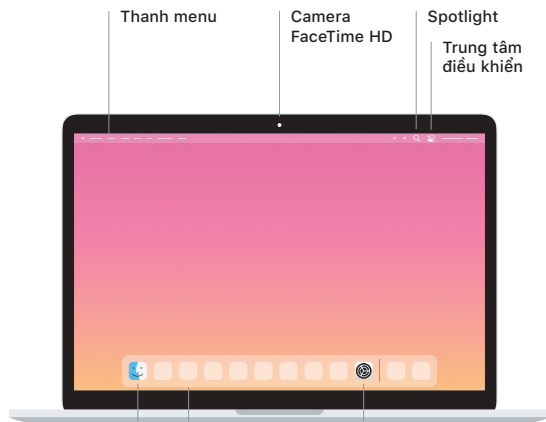 Thanh menu
Camera
FaceTime HD
Spotlight
Trung tâm
điều khiển